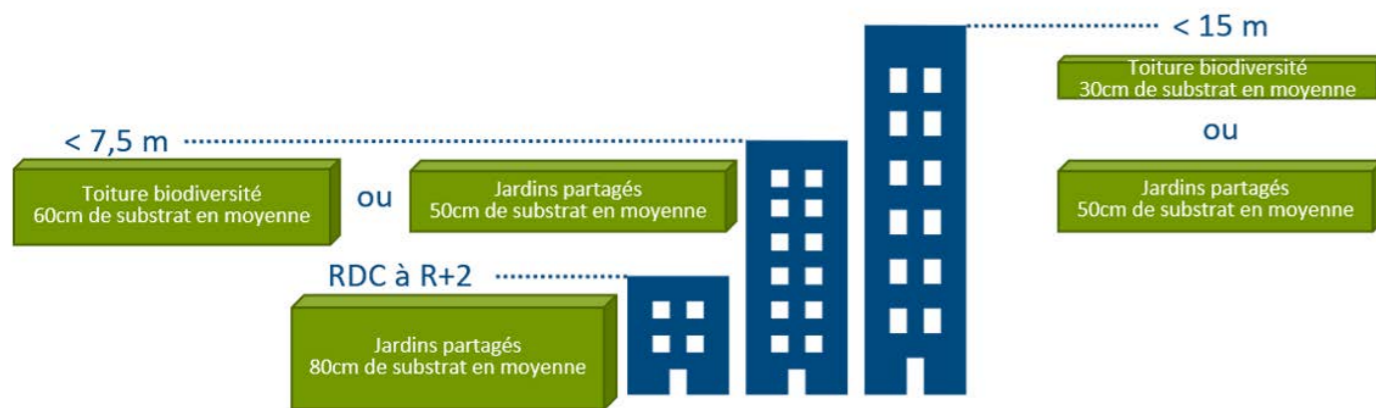 < 15 m
Toiture biodiversité
30cm de substrat en moyenne
ou
Jardins partagés
50cm de substrat en moyenne
< 7,5 m
Toiture biodiversité
60cm de substrat en moyenne
ou
Jardins partagés
50cm de substrat en moyenne
RDC à R+2
Jardins partagés
80cm de substrat en moyenne